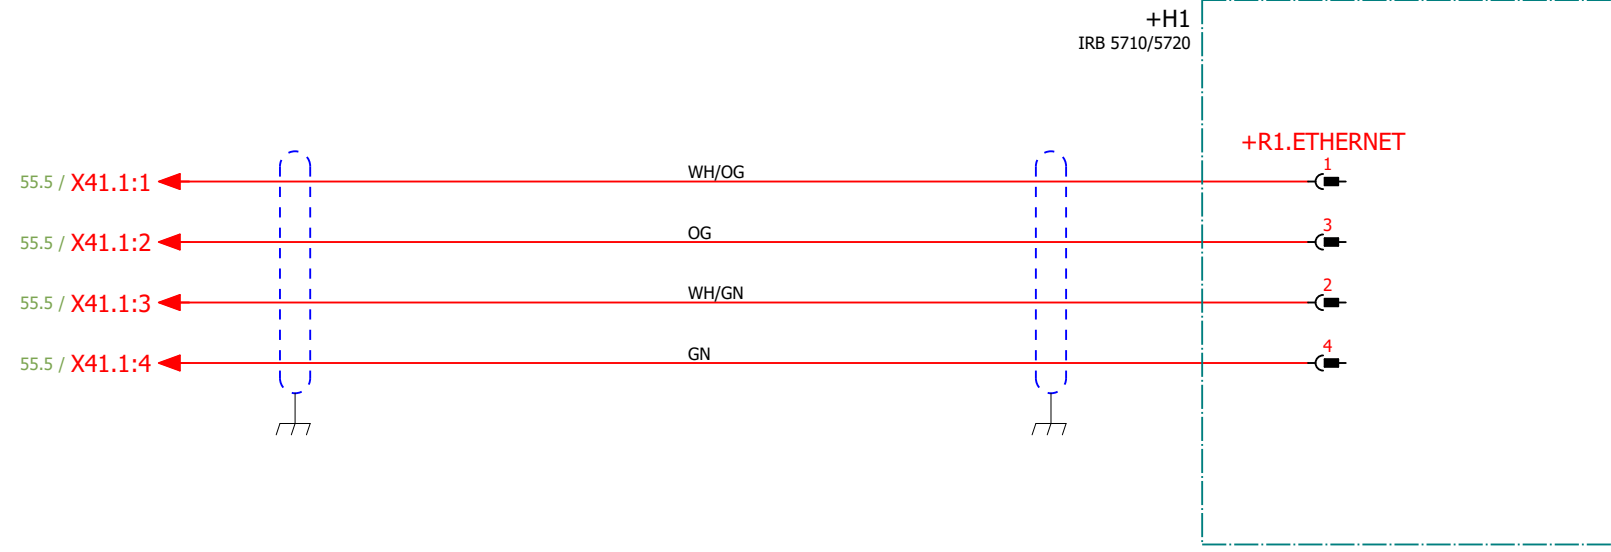 +H1
IRB 5710/5720
+R1.ETHERNET
55.5 / X41.1:1 WH/OG 1
55.5 / X41.1:2 OG 3
55.5 / X41.1:3 WH/GN 2
55.5 / X41.1:4 GN 4